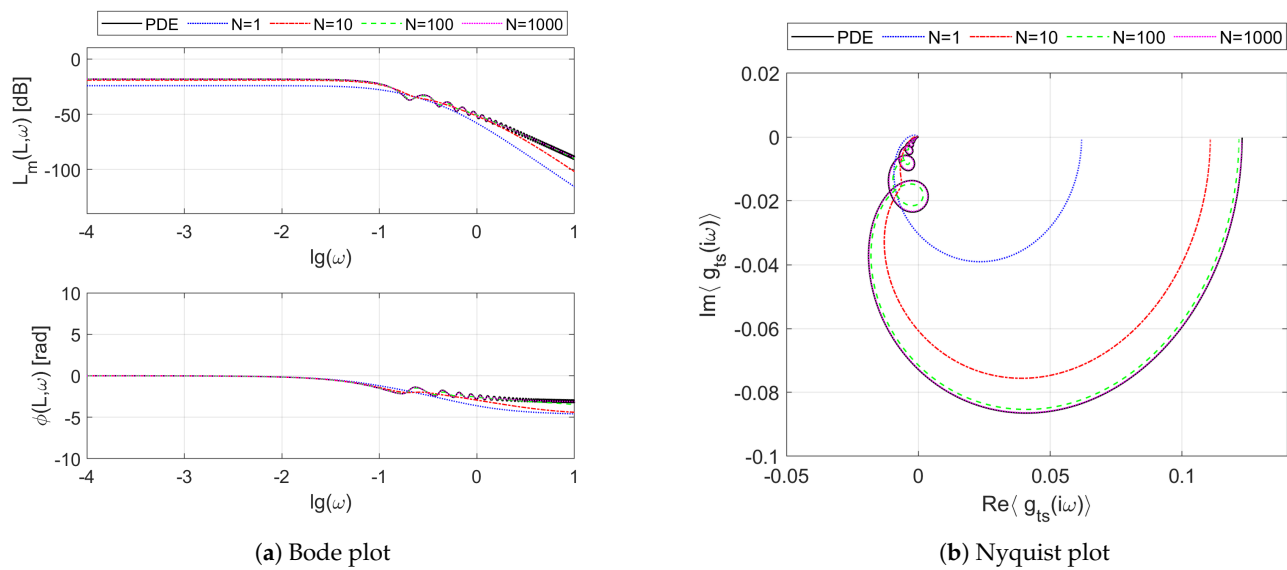 PDE N=1 N=10 N=100 N=1000
0
-50
-100
L_m(L,ω) [dB]
-4 -3 -2 -1 0 1
lg(ω)
10
5
0
-5
-10
ϕ(L,ω) [rad]
-4 -3 -2 -1 0 1
lg(ω)
(a) Bode plot
PDE N=1 N=10 N=100 N=1000
0.02
0
-0.02
-0.04
-0.06
-0.08
-0.1
Im⟨ g_ts(iω)⟩
-0.05 0 0.05 0.1
Re⟨ g_ts(iω)⟩
(b) Nyquist plot